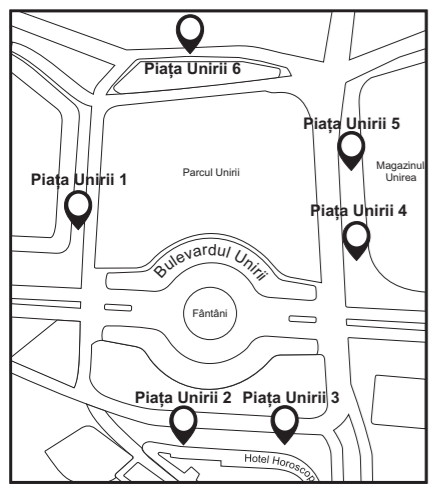 Piața Unirii 6
Piața Unirii 5
Parcul Unirii
Magazinul
Unirea
Piața Unirii 1
Piața Unirii 4
Bulevardul Unirii
Fântâni
Piața Unirii 2
Piața Unirii 3
Hotel Horoscop